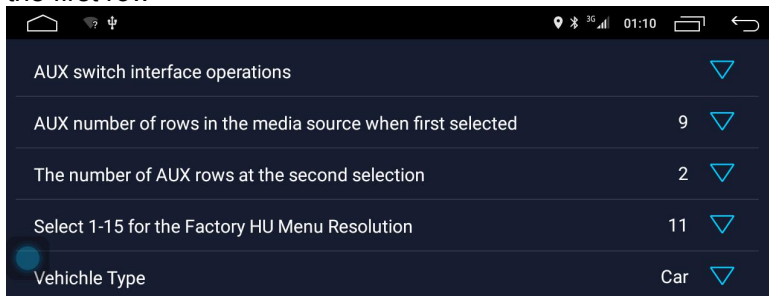 3G 01:10
AUX switch interface operations
AUX number of rows in the media source when first selected 9
The number of AUX rows at the second selection 2
Select 1-15 for the Factory HU Menu Resolution 11
Vehichle Type Car